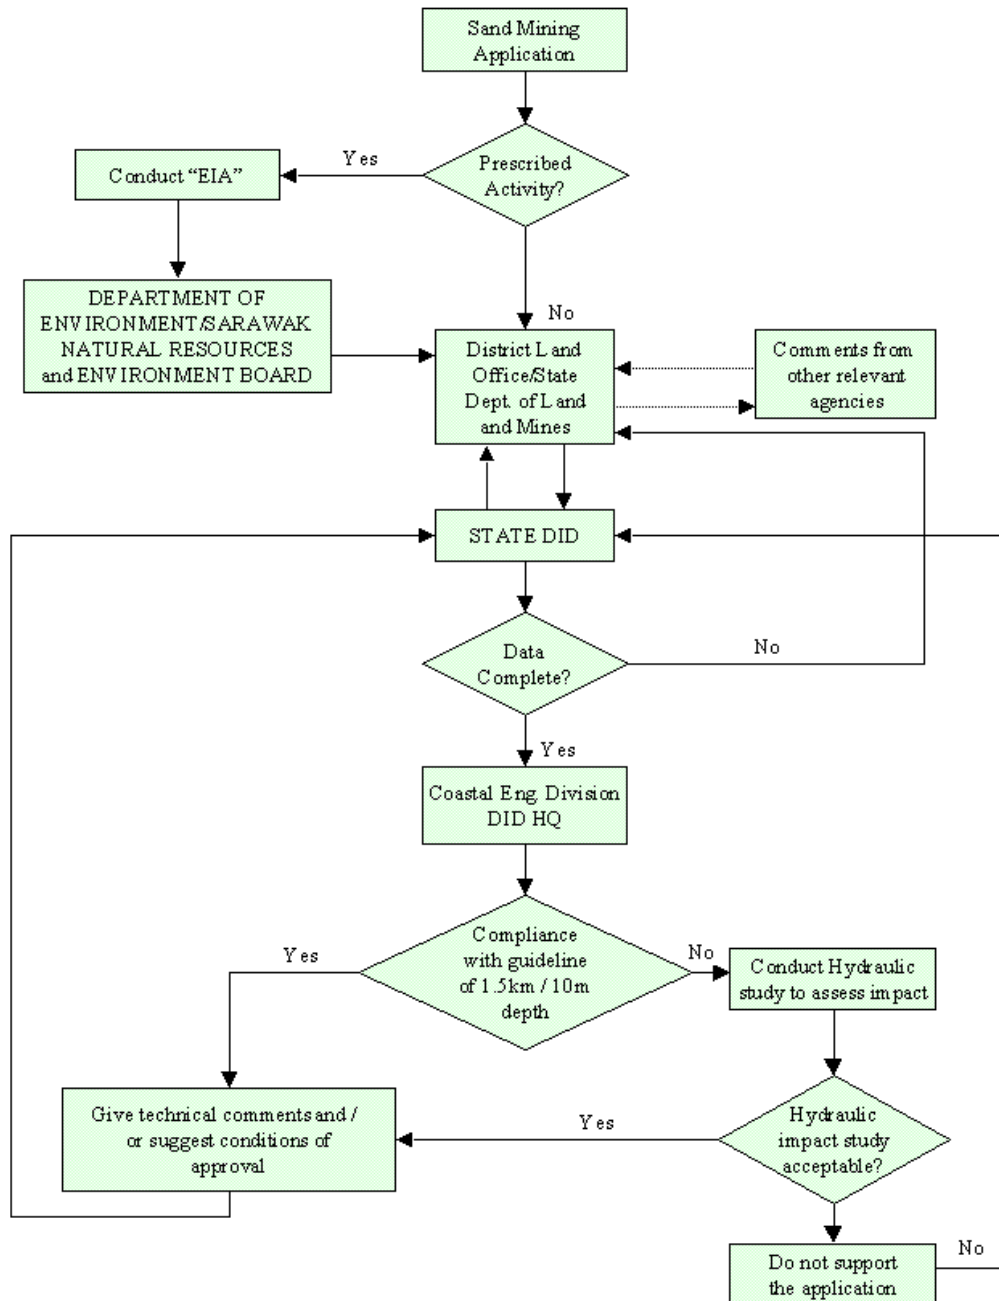 Sand Mining
Application
Yes
Prescribed
Activity?
Conduct “EIA”
No
DEPARTMENT OF
ENVIRONMENT/SARAWAK
NATURAL RESOURCES
and ENVIRONMENT BOARD
District Land
Office/State
Dept. of Land
and Mines
Comments from
other relevant
agencies
STATE DID
Data
Complete?
No
Yes
Coastal Eng. Division
DID HQ
Yes
Compliance
with guideline
of 1.5km / 10m
depth
No
Conduct Hydraulic
study to assess impact
Give technical comments and /
or suggest conditions of
approval
Yes
Hydraulic
impact study
acceptable?
No
Do not support
the application